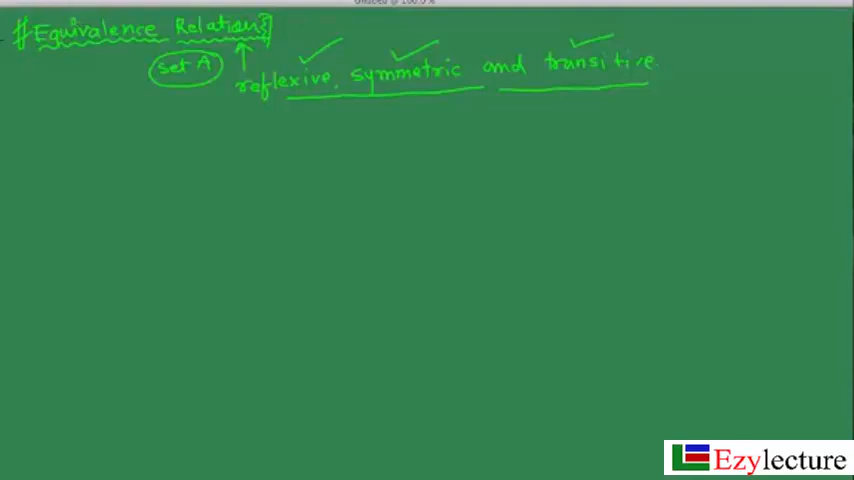 # Equivalence Relation}
set A
reflexive, symmetric and transitive.
Ezylecture